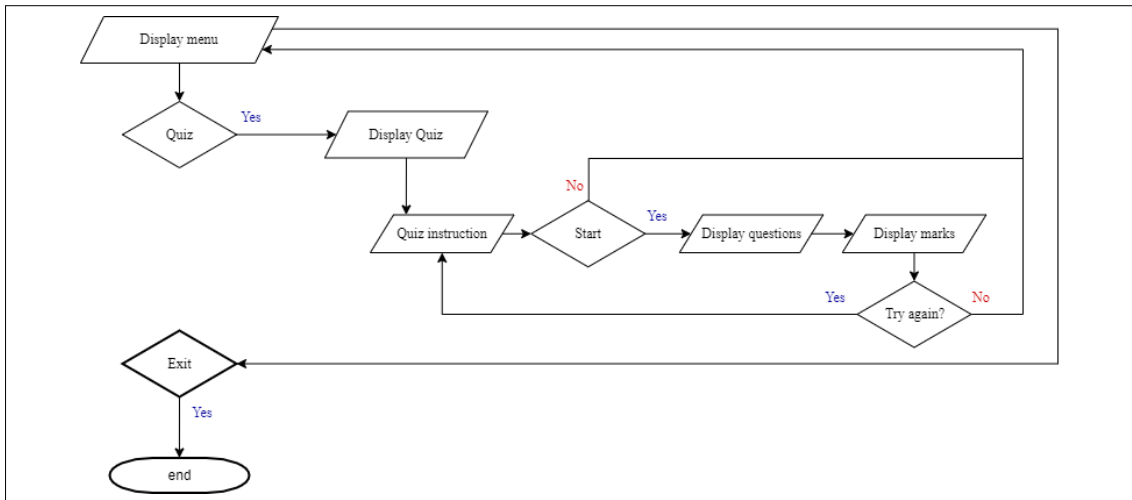 Display menu
Quiz
Yes
Display Quiz
No
Quiz instruction
Start
Yes
Display questions
Display marks
Yes
Try again?
No
Exit
Yes
end